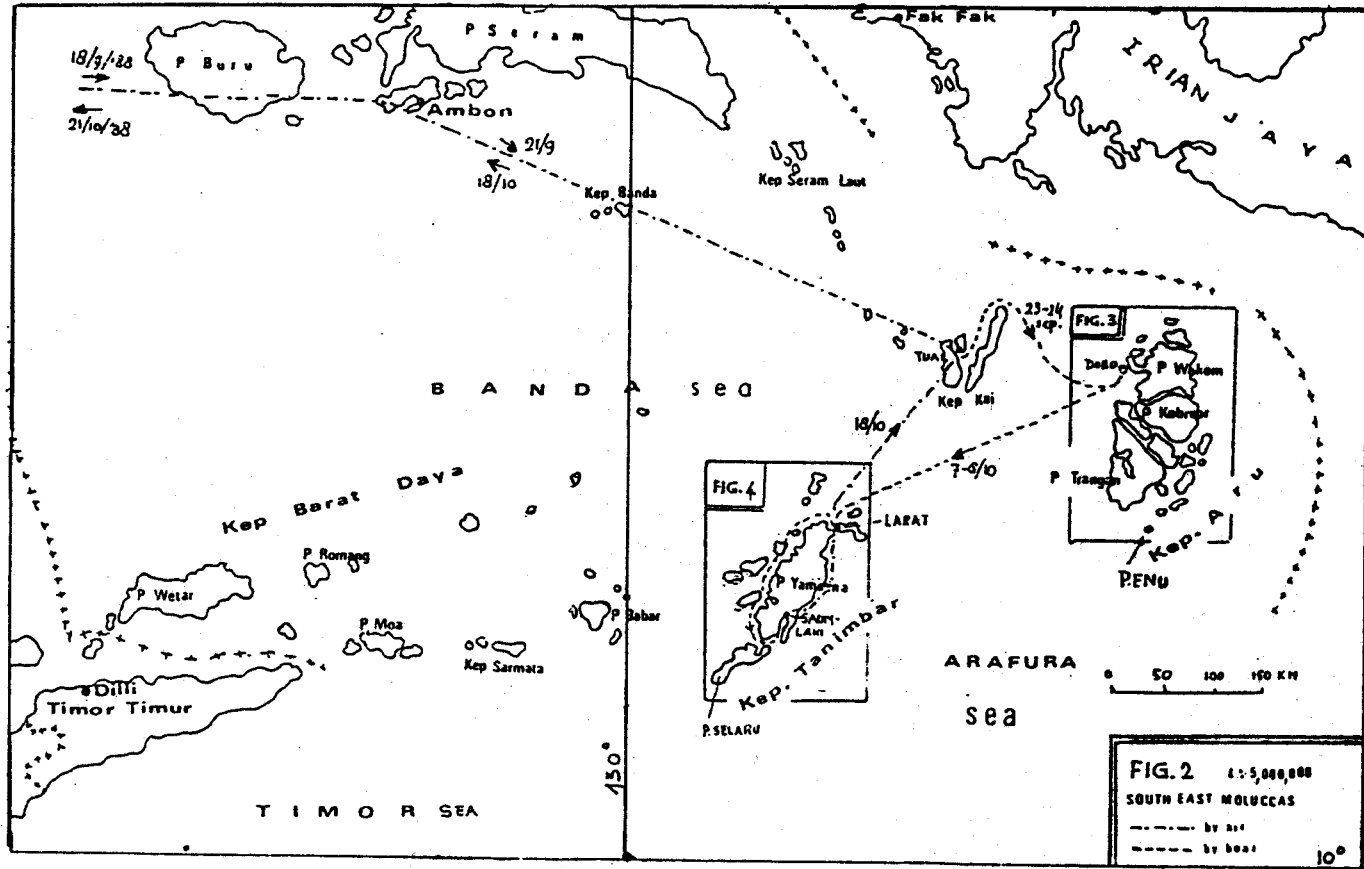 Fak Fak
P Seram
IRIAN JAYA
18/9/'88
P Buru
Ambon
21/10/'88
21/9
18/10
Kep Seram Laut
Kep Banda
23-24
sep.
FIG.3
TUAL
DOBO
P Wokam
BANDA sea
Kep Kai
P Kobroor
18/10
7-8/10
P Trangan
FIG.4
Kep Barat Daya
LARAT
Kep. Aru
P Romang
P.ENU
P Wetar
P Yamdena
P Babar
P Moa
SAUM-
LAKI
Kep Sarmata
Kep. Tanimbar
ARAFURA
sea
0 50 100 150 KM
Dilli
Timor Timur
P.SELARU
130°
TIMOR SEA
FIG.2 1:5,000,000
SOUTH EAST MOLUCCAS
by air
by boat
10°